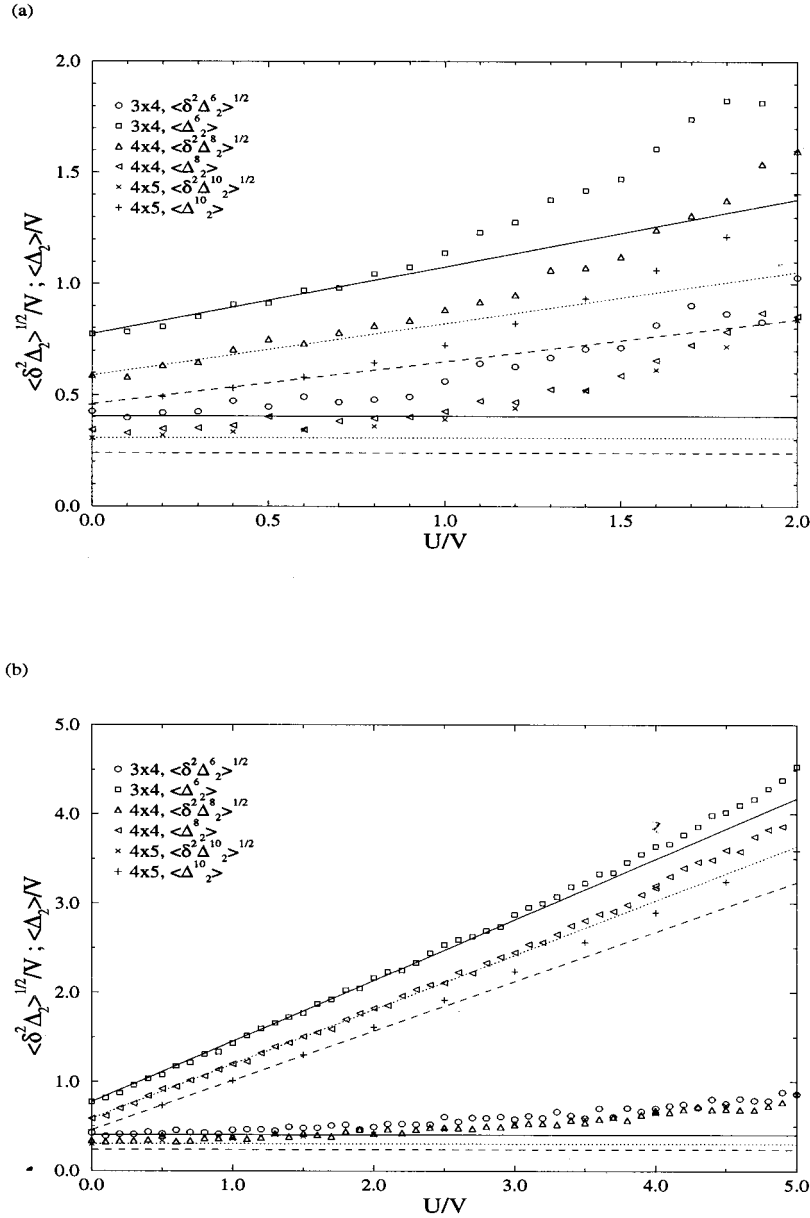 (a)
2.0
1.5
1.0
0.5
0.0
<δ²Δ₂>^{1/2}/V ; <Δ₂>/V
○ 3x4, <δ²Δ⁶₂>^{1/2}
□ 3x4, <Δ⁶₂>
△ 4x4, <δ²Δ⁸₂>^{1/2}
◁ 4x4, <Δ⁸₂>
× 4x5, <δ²Δ¹⁰₂>^{1/2}
+ 4x5, <Δ¹⁰₂>
0.0 0.5 1.0 1.5 2.0
U/V
(b)
5.0
4.0
3.0
2.0
1.0
0.0
<δ²Δ₂>^{1/2}/V ; <Δ₂>/V
○ 3x4, <δ²Δ⁶₂>^{1/2}
□ 3x4, <Δ⁶₂>
△ 4x4, <δ²Δ⁸₂>^{1/2}
◁ 4x4, <Δ⁸₂>
× 4x5, <δ²Δ¹⁰₂>^{1/2}
+ 4x5, <Δ¹⁰₂>
0.0 1.0 2.0 3.0 4.0 5.0
U/V